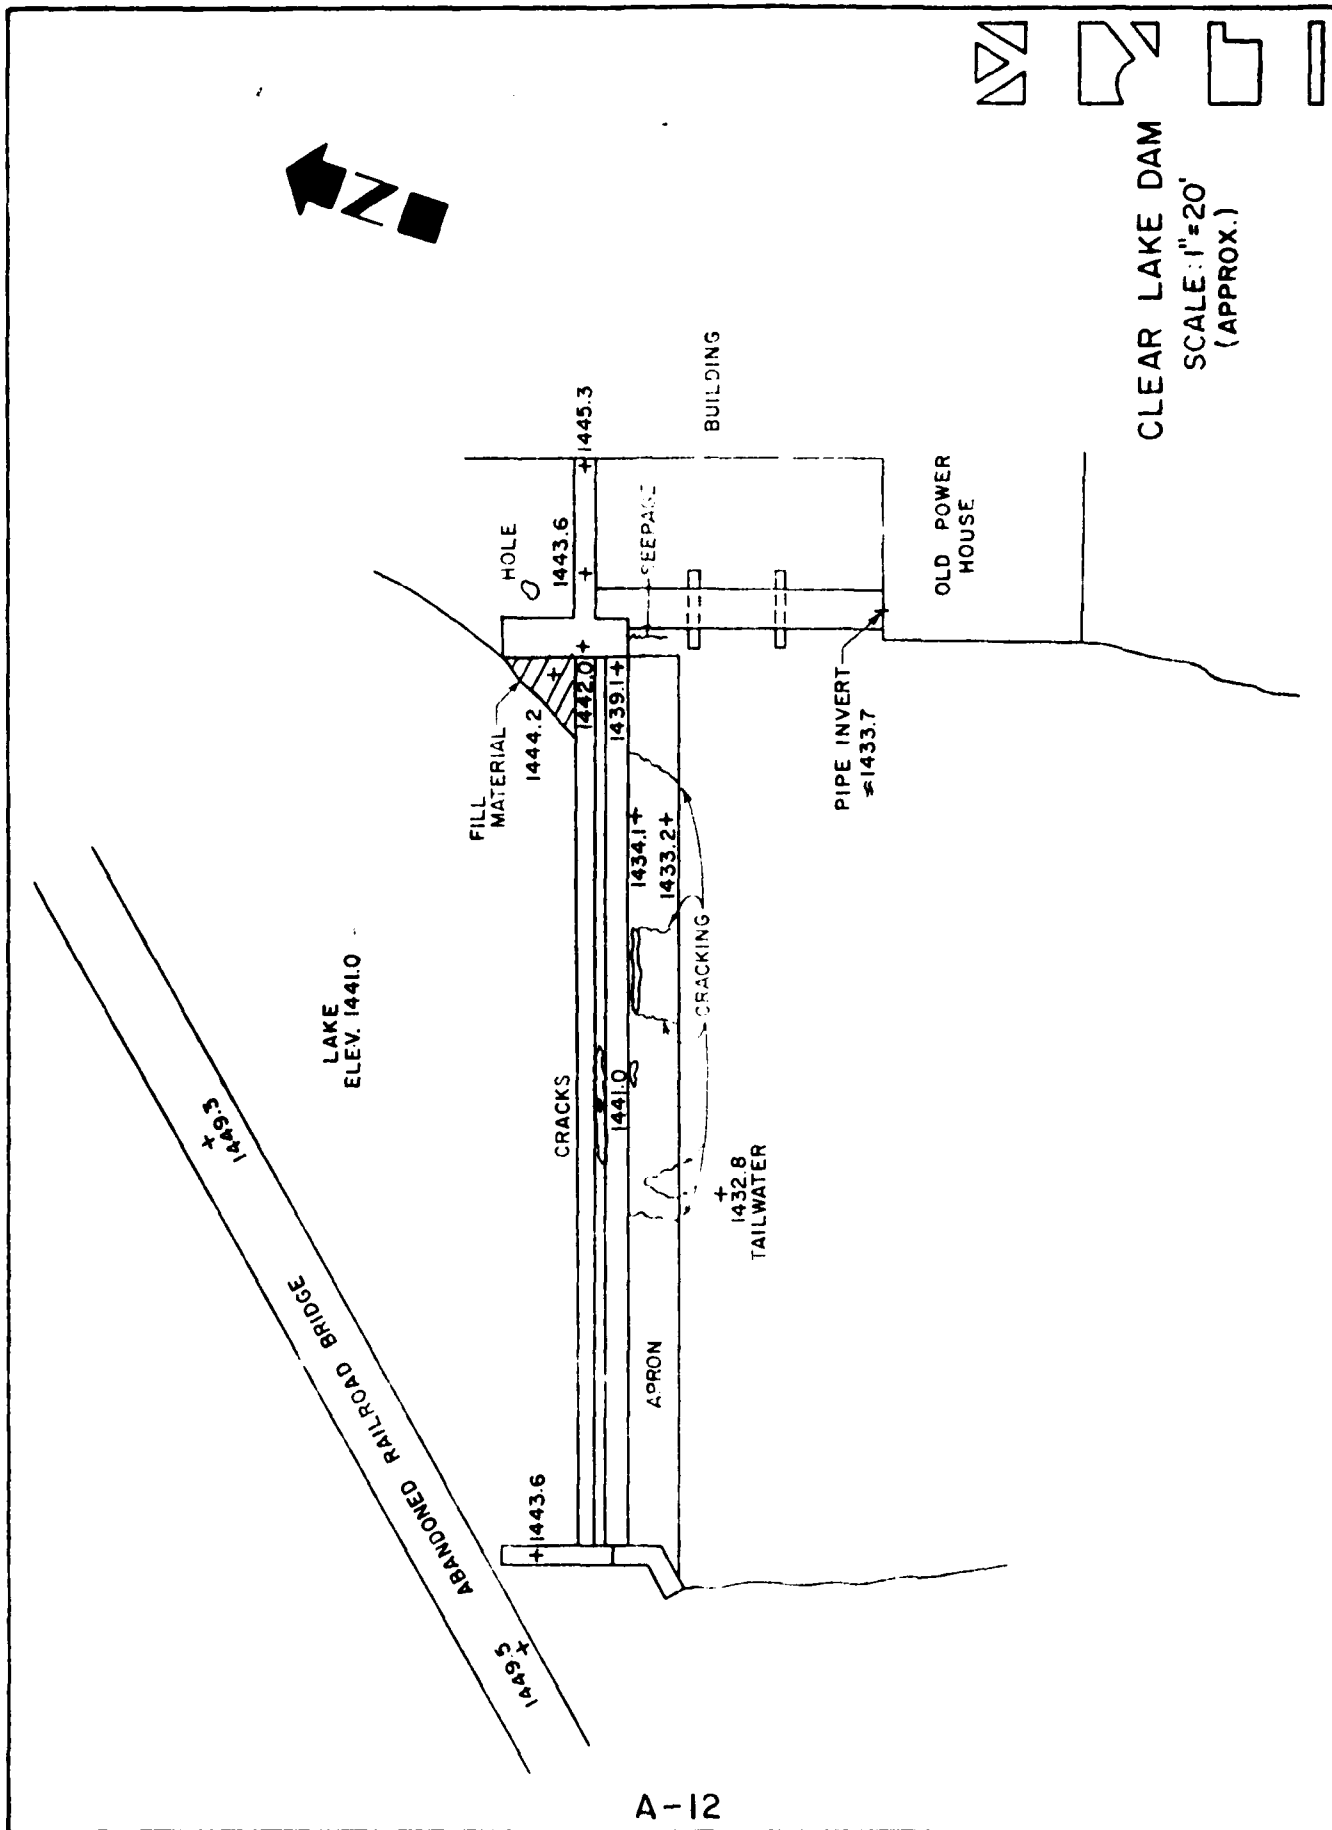 N
CLEAR LAKE DAM
SCALE: 1"=20'
(APPROX.)
BUILDING
1445.3
HOLE
1443.6
SEEPAGE
OLD POWER
HOUSE
FILL
MATERIAL
1444.2
1442.0
1439.1
PIPE INVERT
≈1433.7
1434.1
1433.2
LAKE
ELEV. 1441.0
CRACKS
1441.0
CRACKING
1449.3
1432.8
TAILWATER
ABANDONED RAILROAD BRIDGE
APRON
1443.6
1449.5
A-12